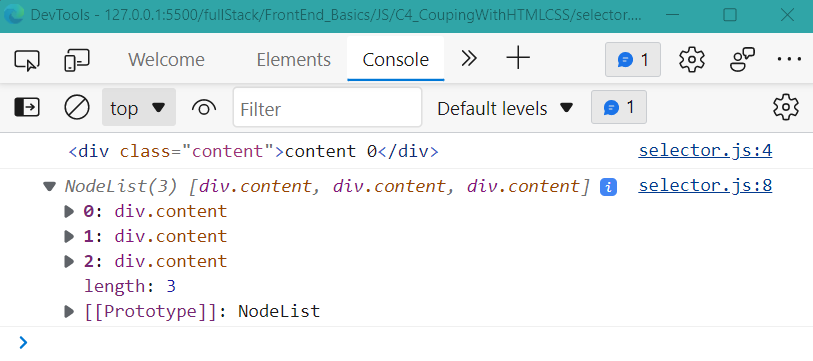 DevTools - 127.0.0.1:5500/fullStack/FrontEnd_Basics/JS/C4_CoupingWithHTMLCSS/selector....
Welcome Elements Console 1
top Filter Default levels 1
<div class="content">content 0</div> selector.js:4
NodeList(3) [div.content, div.content, div.content] i selector.js:8
0: div.content
1: div.content
2: div.content
length: 3
[[Prototype]]: NodeList